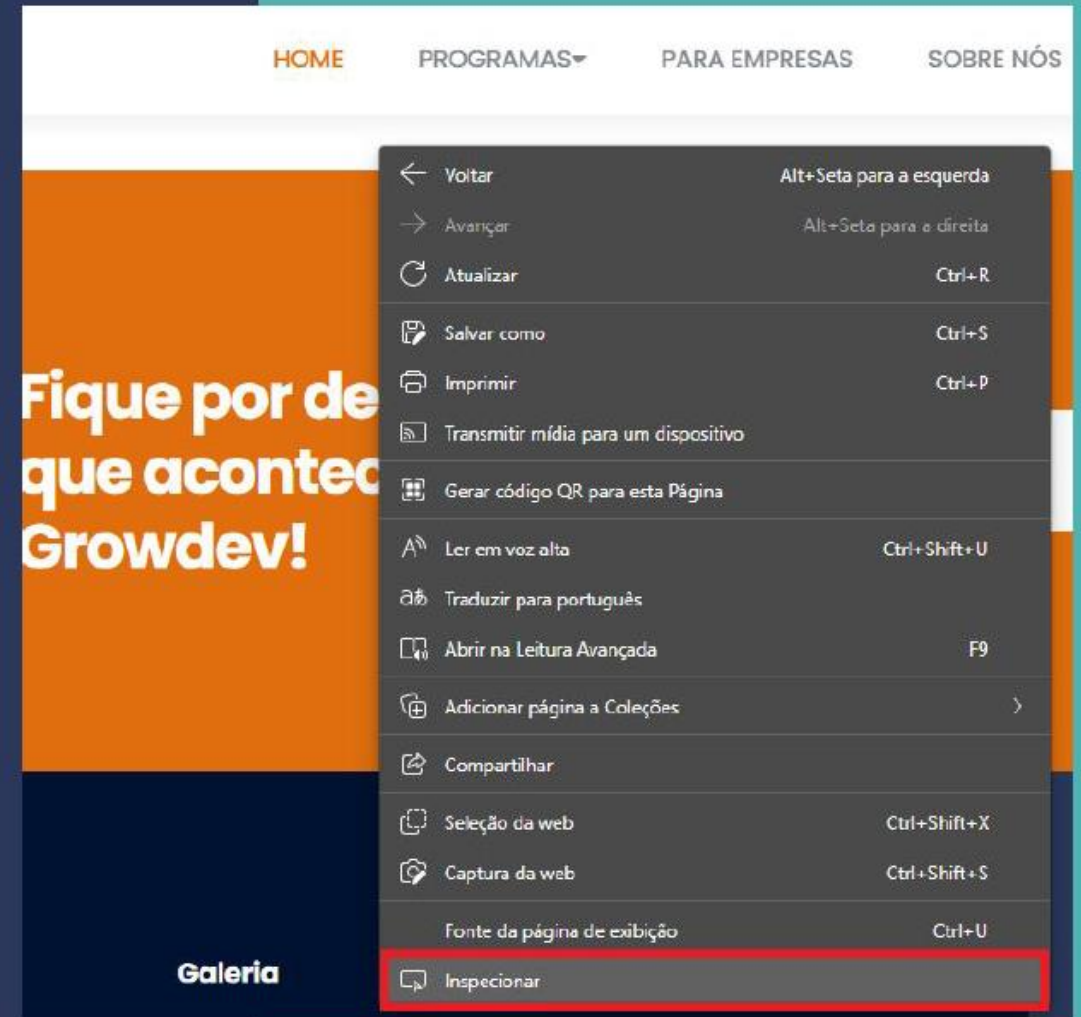 HOME PROGRAMAS PARA EMPRESAS SOBRE NÓS
Voltar Alt+Seta para a esquerda
Avançar Alt+Seta para a direita
Atualizar Ctrl+R
Salvar como Ctrl+S
Imprimir Ctrl+P
Transmitir mídia para um dispositivo
Gerar código QR para esta Página
Ler em voz alta Ctrl+Shift+U
Traduzir para português
Abrir na Leitura Avançada F9
Adicionar página a Coleções
Compartilhar
Seleção da web Ctrl+Shift+X
Captura da web Ctrl+Shift+S
Fonte da página de exibição Ctrl+U
Inspecionar
Fique por de
que acontec
Growdev!
Galeria